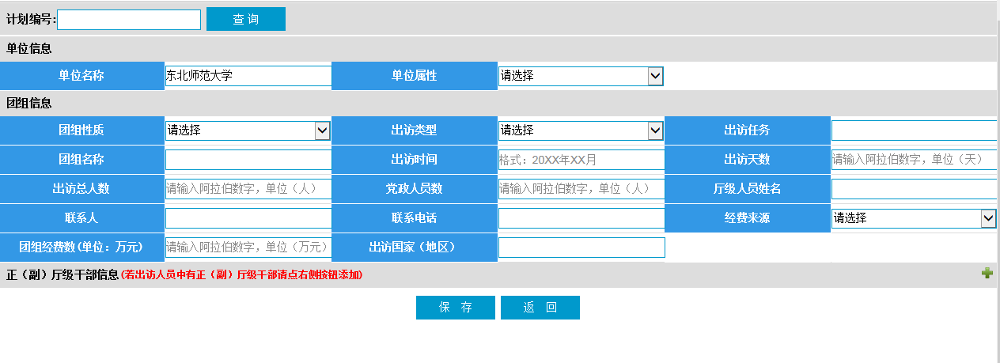 计划编号: 查 询
单位信息
单位名称 东北师范大学 单位属性 请选择
团组信息
团组性质 请选择 出访类型 请选择 出访任务
团组名称 出访时间 格式：20XX年XX月 出访天数 请输入阿拉伯数字，单位（天）
出访总人数 请输入阿拉伯数字，单位（人） 党政人员数 请输入阿拉伯数字，单位（人） 厅级人员姓名
联系人 联系电话 经费来源 请选择
团组经费数(单位：万元) 请输入阿拉伯数字，单位（万元） 出访国家（地区）
正（副）厅级干部信息(若出访人员中有正（副）厅级干部请点右侧按钮添加)
保 存 返 回